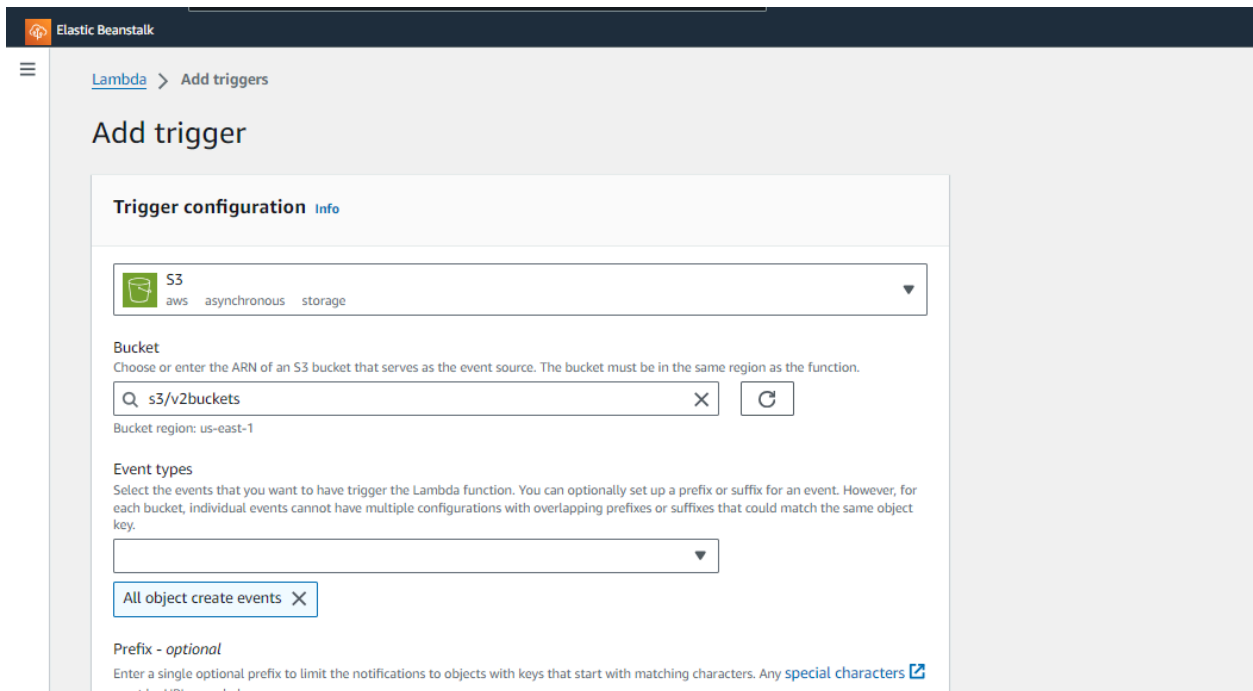 Elastic Beanstalk
Lambda > Add triggers
Add trigger
Trigger configuration Info
S3
aws asynchronous storage
Bucket
Choose or enter the ARN of an S3 bucket that serves as the event source. The bucket must be in the same region as the function.
s3/v2buckets
Bucket region: us-east-1
Event types
Select the events that you want to have trigger the Lambda function. You can optionally set up a prefix or suffix for an event. However, for
each bucket, individual events cannot have multiple configurations with overlapping prefixes or suffixes that could match the same object
key.
All object create events
Prefix - optional
Enter a single optional prefix to limit the notifications to objects with keys that start with matching characters. Any special characters